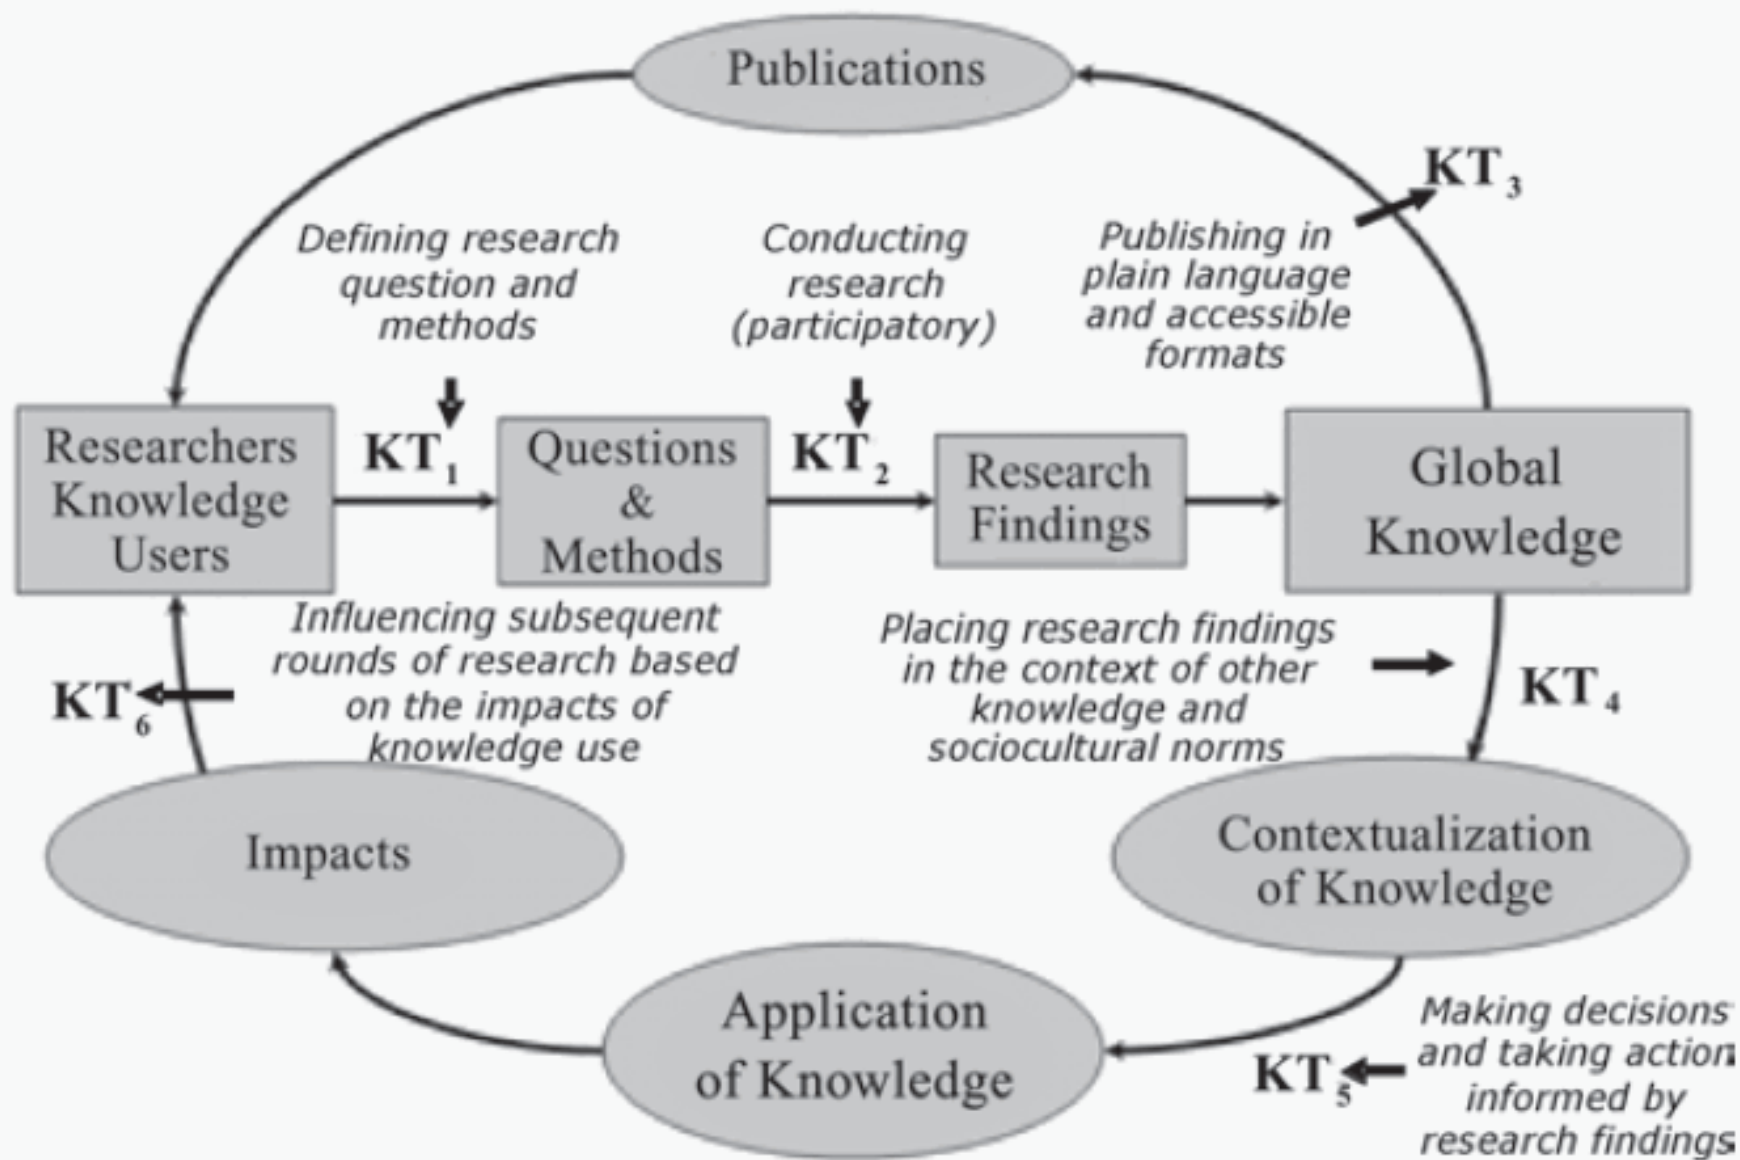 Publications
KT3
Defining research
question and
methods
Conducting
research
(participatory)
Publishing in
plain language
and accessible
formats
Researchers
Knowledge
Users
KT1
Questions
&
Methods
KT2
Research
Findings
Global
Knowledge
Influencing subsequent
rounds of research based
on the impacts of
knowledge use
KT6
Placing research findings
in the context of other
knowledge and
sociocultural norms
KT4
Impacts
Contextualization
of Knowledge
Application
of Knowledge
KT5
Making decisions
and taking action
informed by
research findings